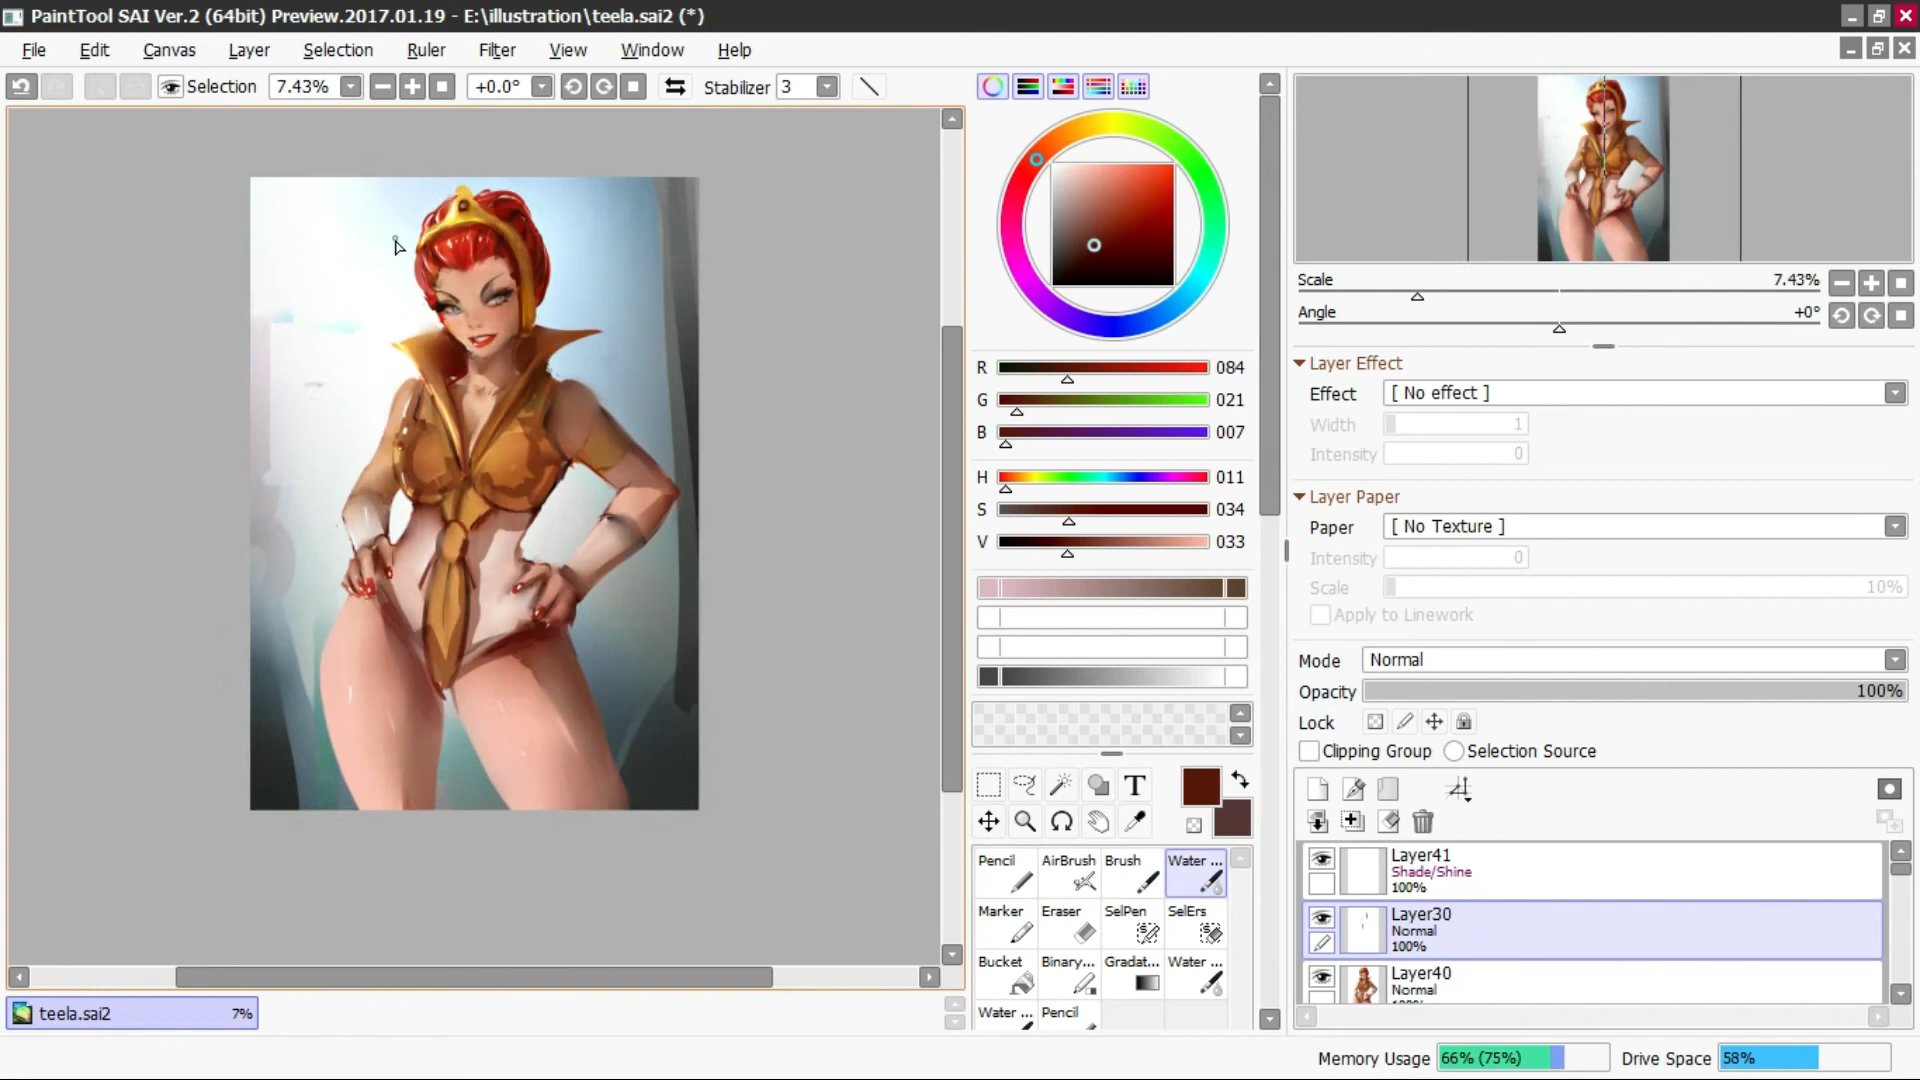 PaintTool SAI Ver.2 (64bit) Preview.2017.01.19 - E:\illustration\teela.sai2 (*)
File Edit Canvas Layer Selection Ruler Filter View Window Help
Selection 7.43% +0.0° Stabilizer 3
Scale 7.43%
Angle +0°
R 084
G 021
B 007
H 011
S 034
V 033
Layer Effect
Effect [ No effect ]
Width 1
Intensity 0
Layer Paper
Paper [ No Texture ]
Intensity 0
Scale 10%
Apply to Linework
Mode Normal
Opacity 100%
Lock
Clipping Group Selection Source
T
Pencil AirBrush Brush Water ...
Marker Eraser SelPen SelErs
Bucket Binary... Gradat... Water ...
Water ... Pencil
Layer41
Shade/Shine
100%
Layer30
Normal
100%
Layer40
Normal
teela.sai2 7%
Memory Usage 66% (75%) Drive Space 58%